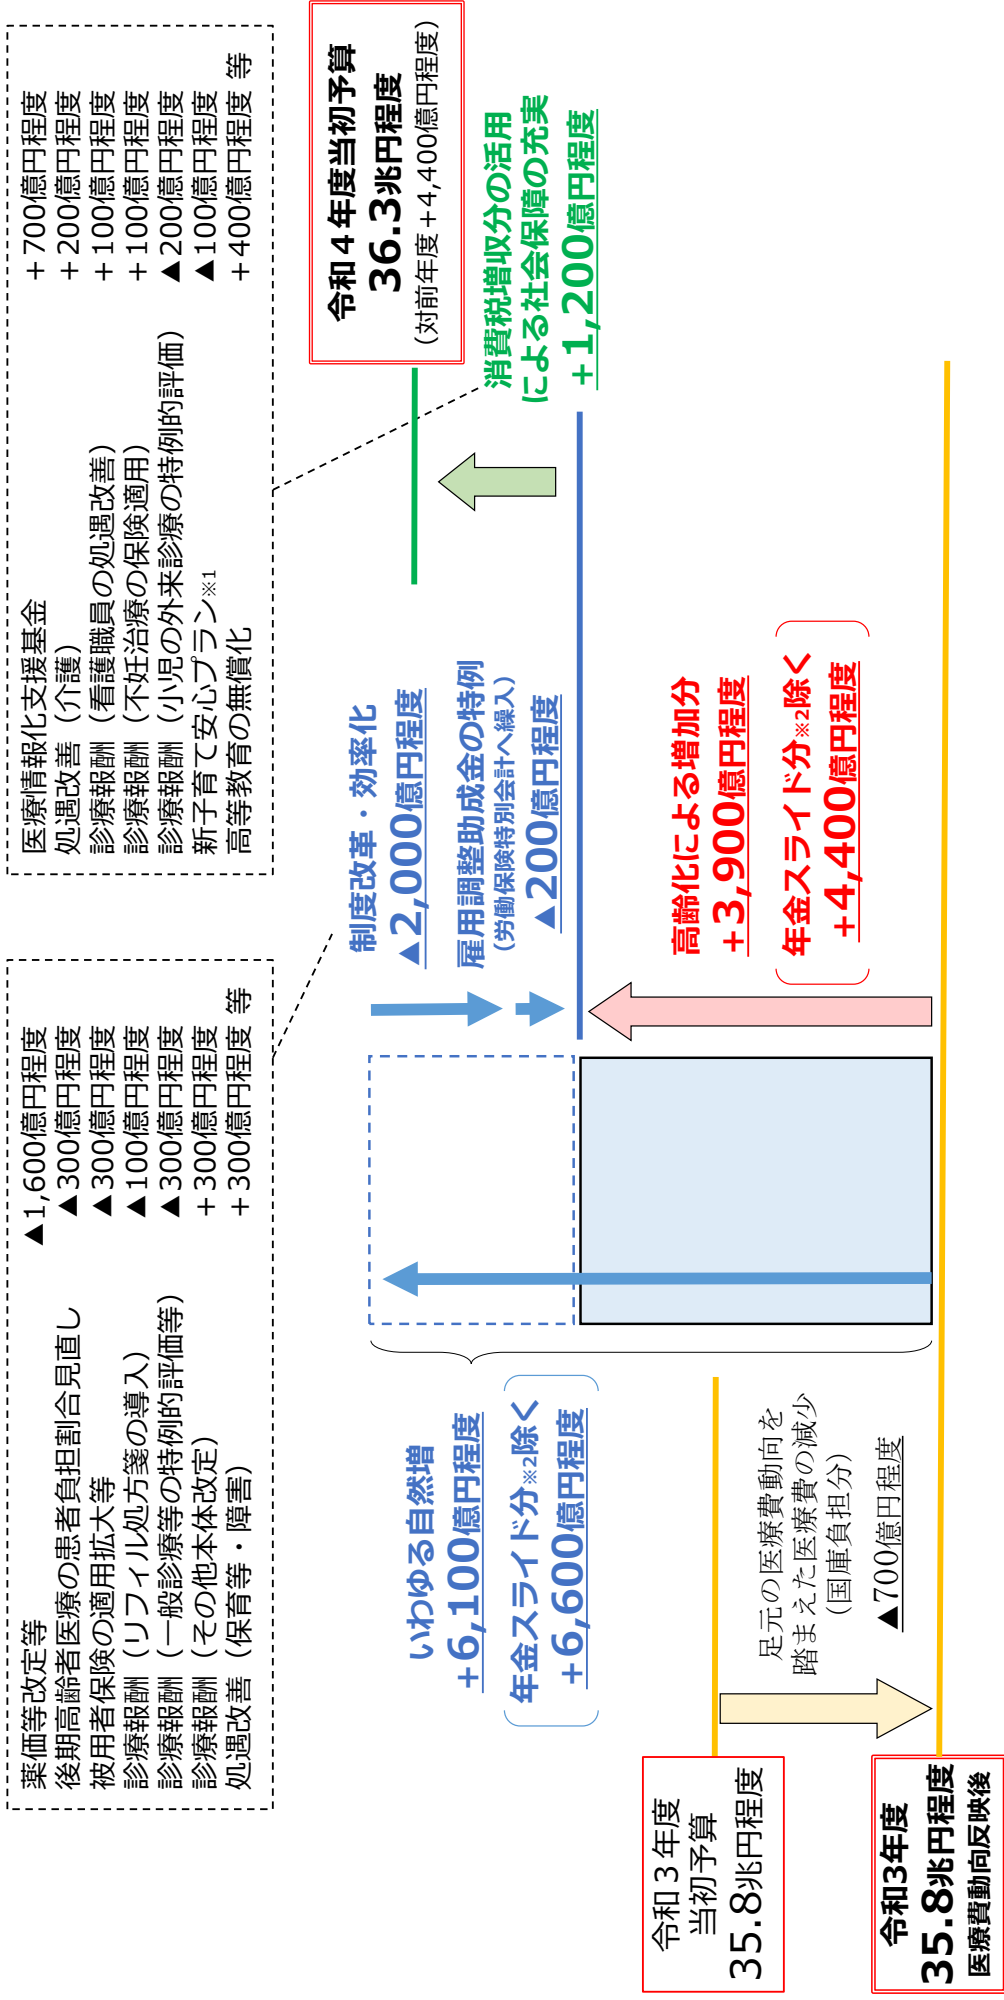 薬価等改定等 ▲1,600億円程度
後期高齢者医療の患者負担割合見直し ▲300億円程度
被用者保険の適用拡大等 ▲300億円程度
診療報酬（リフィル処方箋の導入） ▲100億円程度
診療報酬（一般診療等の特例的評価等） ▲300億円程度
診療報酬（その他本体改定） +300億円程度
処遇改善（保育等・障害） +300億円程度 等
医療情報化支援基金 +700億円程度
処遇改善（介護） +200億円程度
診療報酬（看護職員の処遇改善） +100億円程度
診療報酬（不妊治療の保険適用） +100億円程度
診療報酬（小児の外来診療の特例的評価） ▲200億円程度
新子育て安心プラン※1 ▲100億円程度
高等教育の無償化 +400億円程度 等
令和４年度当初予算
36.3兆円程度
（対前年度+4,400億円程度）
制度改革・効率化
▲2,000億円程度
雇用調整助成金の特例
（労働保険特別会計へ繰入）
▲200億円程度
消費税増収分の活用
による社会保障の充実
+1,200億円程度
いわゆる自然増
+6,100億円程度
年金スライド分※2除く
+6,600億円程度
高齢化による増加分
+3,900億円程度
年金スライド分※2除く
+4,400億円程度
令和３年度
当初予算
35.8兆円程度
足元の医療費動向を
踏まえた医療費の減少
（国庫負担分）
▲700億円程度
令和3年度
35.8兆円程度
医療費動向反映後